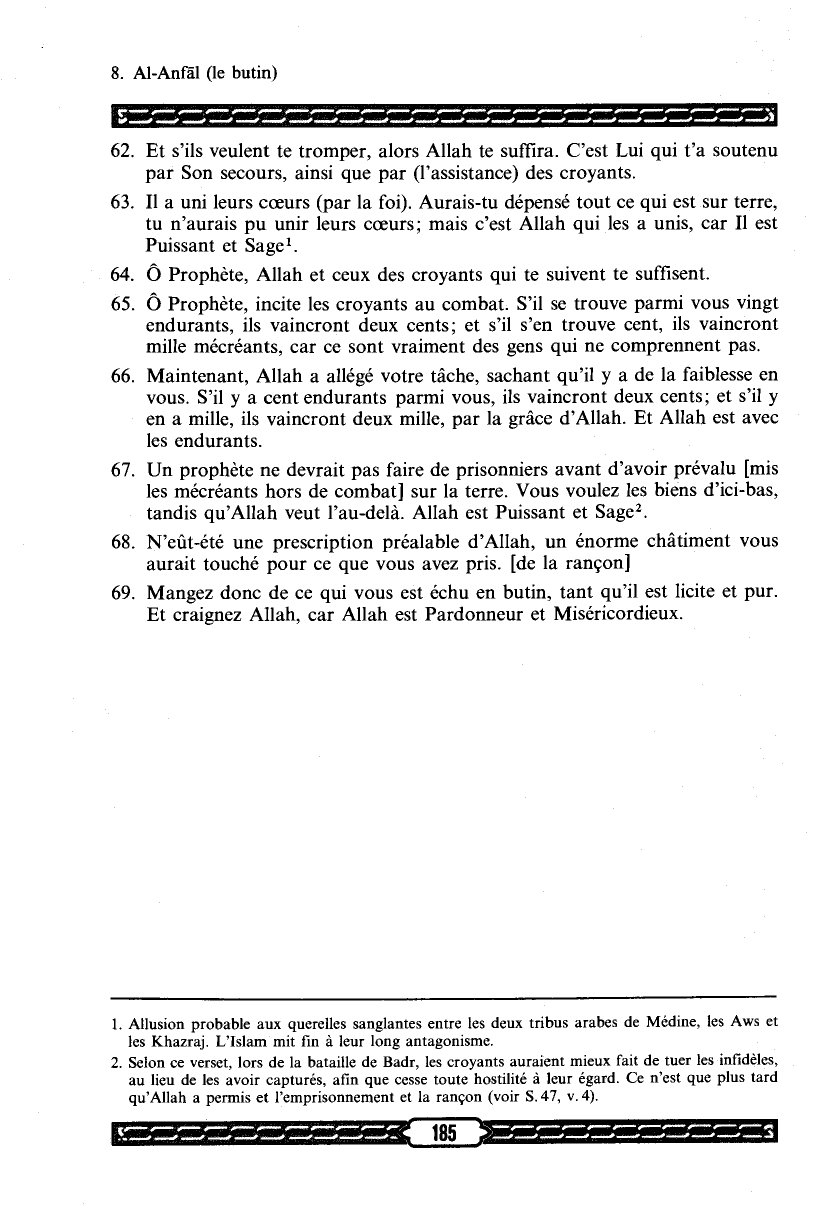 8. Al-Anfāl (le butin)
62. Et s'ils veulent te tromper, alors Allah te suffira. C'est Lui qui t'a soutenu
par Son secours, ainsi que par (l'assistance) des croyants.
63. Il a uni leurs cœurs (par la foi). Aurais-tu dépensé tout ce qui est sur terre,
tu n'aurais pu unir leurs cœurs; mais c'est Allah qui les a unis, car Il est
Puissant et Sage¹.
64. Ô Prophète, Allah et ceux des croyants qui te suivent te suffisent.
65. Ô Prophète, incite les croyants au combat. S'il se trouve parmi vous vingt
endurants, ils vaincront deux cents; et s'il s'en trouve cent, ils vaincront
mille mécréants, car ce sont vraiment des gens qui ne comprennent pas.
66. Maintenant, Allah a allégé votre tâche, sachant qu'il y a de la faiblesse en
vous. S'il y a cent endurants parmi vous, ils vaincront deux cents; et s'il y
en a mille, ils vaincront deux mille, par la grâce d'Allah. Et Allah est avec
les endurants.
67. Un prophète ne devrait pas faire de prisonniers avant d'avoir prévalu [mis
les mécréants hors de combat] sur la terre. Vous voulez les biens d'ici-bas,
tandis qu'Allah veut l'au-delà. Allah est Puissant et Sage².
68. N'eût-été une prescription préalable d'Allah, un énorme châtiment vous
aurait touché pour ce que vous avez pris. [de la rançon]
69. Mangez donc de ce qui vous est échu en butin, tant qu'il est licite et pur.
Et craignez Allah, car Allah est Pardonneur et Miséricordieux.
1. Allusion probable aux querelles sanglantes entre les deux tribus arabes de Médine, les Aws et
les Khazraj. L'Islam mit fin à leur long antagonisme.
2. Selon ce verset, lors de la bataille de Badr, les croyants auraient mieux fait de tuer les infidèles,
au lieu de les avoir capturés, afin que cesse toute hostilité à leur égard. Ce n'est que plus tard
qu'Allah a permis et l'emprisonnement et la rançon (voir S. 47, v. 4).
185